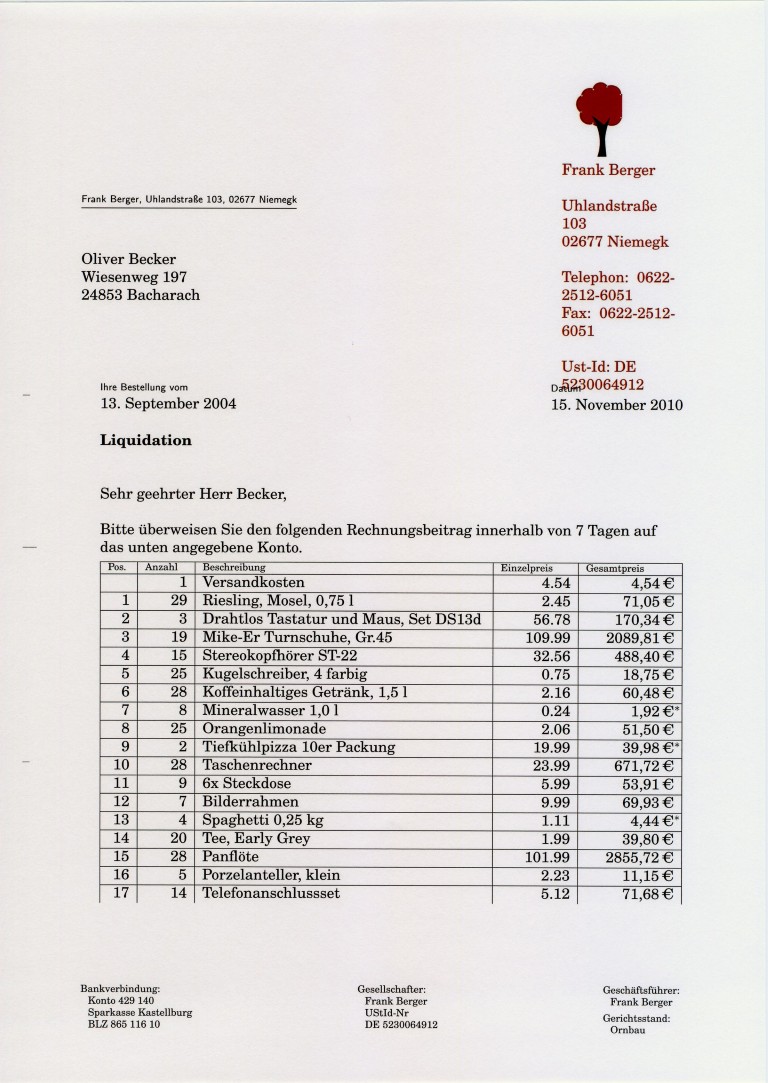 Frank Berger
Frank Berger, Uhlandstraße 103, 02677 Niemegk
Uhlandstraße
103
02677 Niemegk
Oliver Becker
Wiesenweg 197
24853 Bacharach
Telephon: 0622-
2512-6051
Fax: 0622-2512-
6051
Ust-Id: DE
5230064912
Ihre Bestellung vom
13. September 2004
Datum
15. November 2010
Liquidation
Sehr geehrter Herr Becker,
Bitte überweisen Sie den folgenden Rechnungsbeitrag innerhalb von 7 Tagen auf
das unten angegebene Konto.
Pos. Anzahl Beschreibung Einzelpreis Gesamtpreis
1 Versandkosten 4.54 4,54 €
1 29 Riesling, Mosel, 0,75 l 2.45 71,05 €
2 3 Drahtlos Tastatur und Maus, Set DS13d 56.78 170,34 €
3 19 Mike-Er Turnschuhe, Gr.45 109.99 2089,81 €
4 15 Stereokopfhörer ST-22 32.56 488,40 €
5 25 Kugelschreiber, 4 farbig 0.75 18,75 €
6 28 Koffeinhaltiges Getränk, 1,5 l 2.16 60,48 €
7 8 Mineralwasser 1,0 l 0.24 1,92 €*
8 25 Orangenlimonade 2.06 51,50 €
9 2 Tiefkühlpizza 10er Packung 19.99 39,98 €*
10 28 Taschenrechner 23.99 671,72 €
11 9 6x Steckdose 5.99 53,91 €
12 7 Bilderrahmen 9.99 69,93 €
13 4 Spaghetti 0,25 kg 1.11 4,44 €*
14 20 Tee, Early Grey 1.99 39,80 €
15 28 Panflöte 101.99 2855,72 €
16 5 Porzelanteller, klein 2.23 11,15 €
17 14 Telefonanschlussset 5.12 71,68 €
Bankverbindung:
Konto 429 140
Sparkasse Kastellburg
BLZ 865 116 10
Gesellschafter:
Frank Berger
UStId-Nr
DE 5230064912
Geschäftsführer:
Frank Berger
Gerichtsstand:
Ornbau